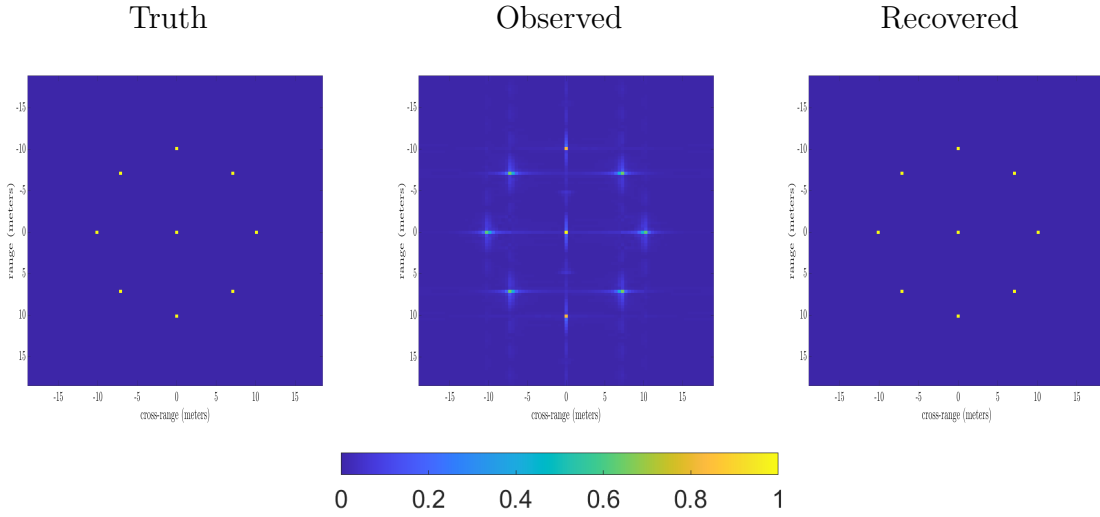 Truth Observed Recovered
-15 -15 -15
-10 -10 -10
-5 -5 -5
0 0 0
5 5 5
10 10 10
15 15 15
range (meters) range (meters) range (meters)
-15 -10 -5 0 5 10 15 -15 -10 -5 0 5 10 15 -15 -10 -5 0 5 10 15
cross-range (meters) cross-range (meters) cross-range (meters)
0 0.2 0.4 0.6 0.8 1